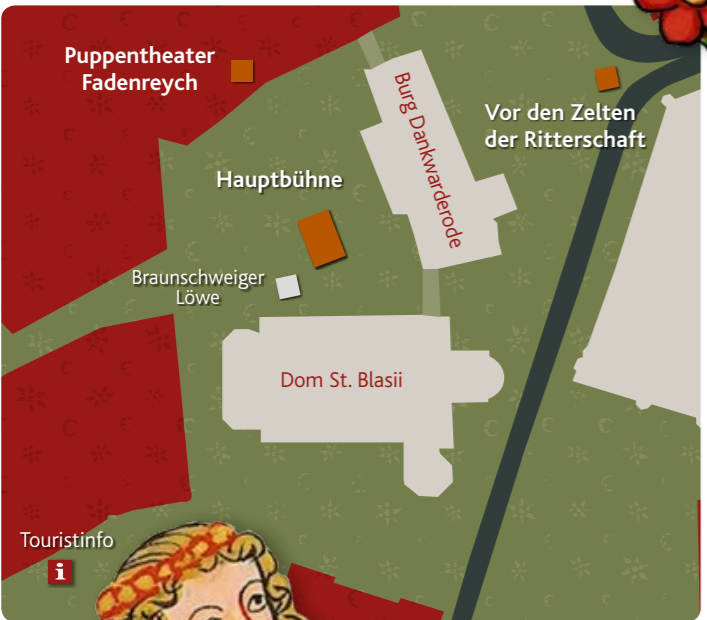 Puppentheater
Fadenreych
Burg Dankwarderode
Vor den Zelten
der Ritterschaft
Hauptbühne
Braunschweiger
Löwe
Dom St. Blasii
Touristinfo
i